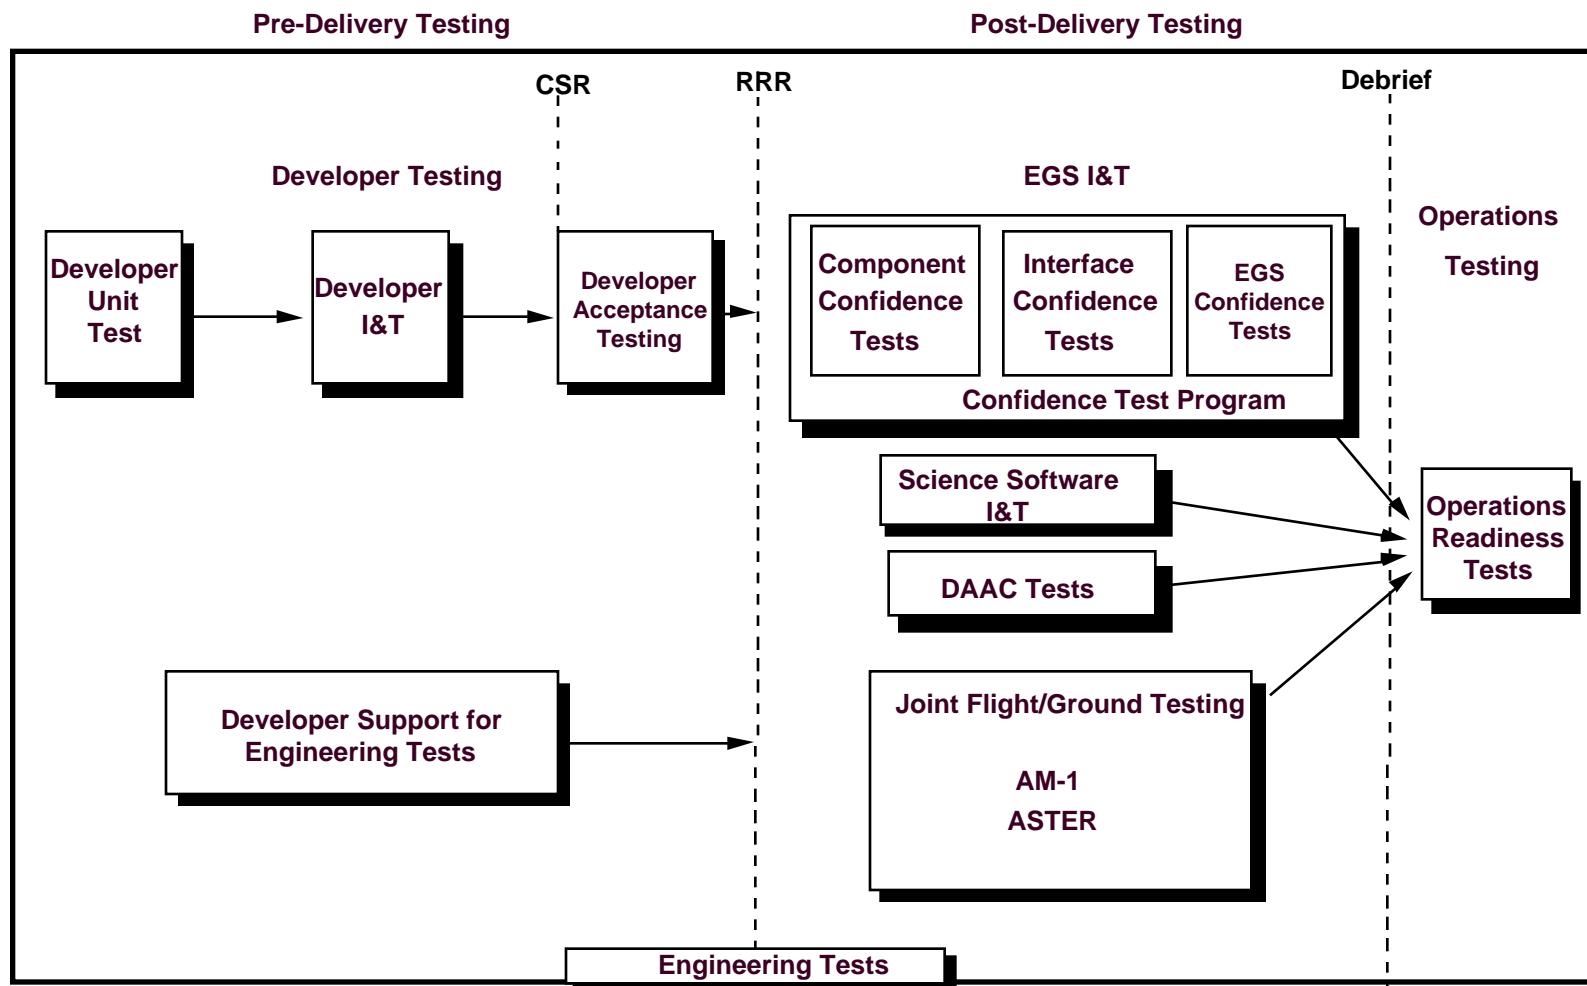 Pre-Delivery Testing
Post-Delivery Testing
CSR
RRR
Debrief
Developer Testing
EGS I&T
Operations
Testing
Developer
Unit
Test
Developer
I&T
Developer
Acceptance
Testing
Component
Confidence
Tests
Interface
Confidence
Tests
EGS
Confidence
Tests
Confidence Test Program
Science Software
I&T
DAAC Tests
Operations
Readiness
Tests
Developer Support for
Engineering Tests
Joint Flight/Ground Testing
AM-1
ASTER
Engineering Tests